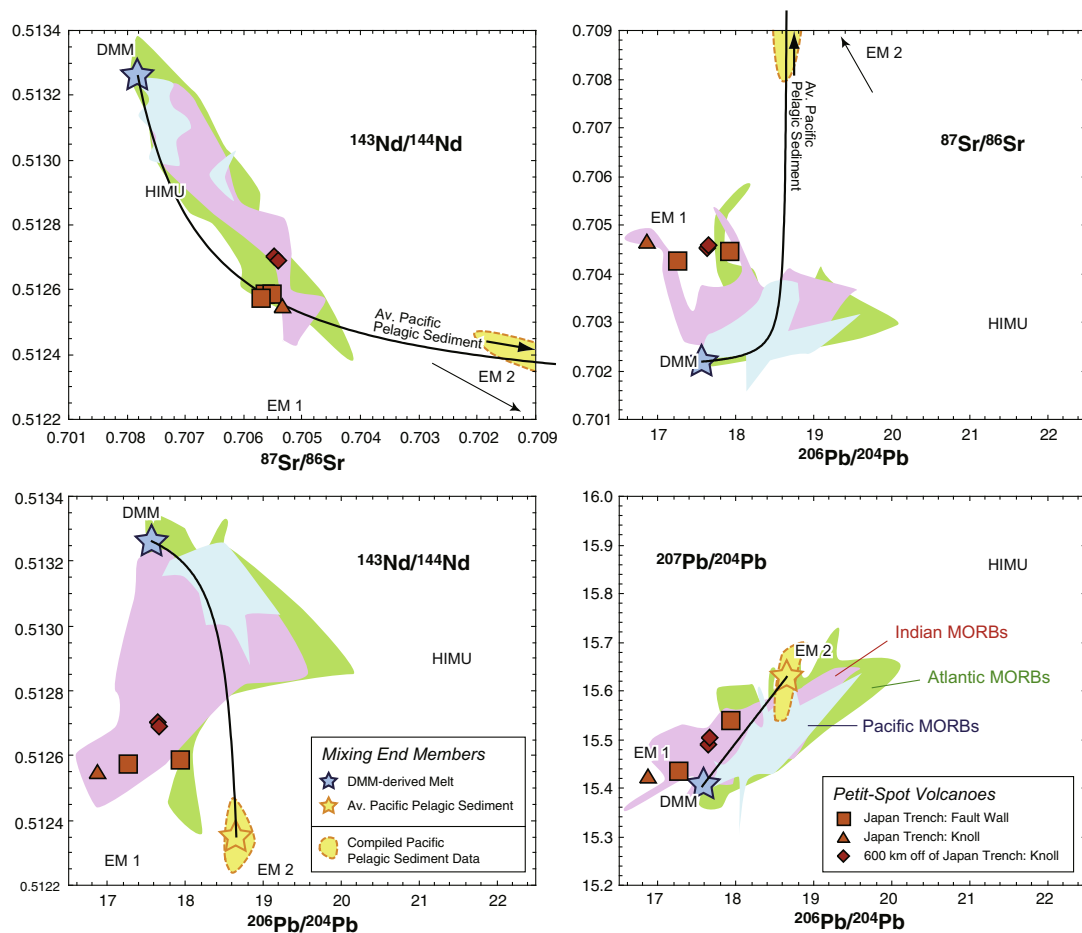 0.5134
0.5132
0.5130
0.5128
0.5126
0.5124
0.5122
DMM
HIMU
143Nd/144Nd
Av. Pacific
Pelagic Sediment
EM 2
EM 1
0.701
0.708
0.707
0.706
0.705
0.704
0.703
0.702
0.709
87Sr/86Sr
0.709
0.708
0.707
0.706
0.705
0.704
0.703
0.702
0.701
Av. Pacific
Pelagic Sediment
EM 2
87Sr/86Sr
EM 1
DMM
HIMU
17
18
19
20
21
22
206Pb/204Pb
0.5134
0.5132
0.5130
0.5128
0.5126
0.5124
0.5122
DMM
143Nd/144Nd
HIMU
EM 1
EM 2
Mixing End Members
DMM-derived Melt
Av. Pacific Pelagic Sediment
Compiled Pacific
Pelagic Sediment Data
17
18
19
20
21
22
206Pb/204Pb
16.0
15.9
15.8
15.7
15.6
15.5
15.4
15.3
15.2
207Pb/204Pb
HIMU
EM 2
Indian MORBs
Atlantic MORBs
Pacific MORBs
EM 1
DMM
Petit-Spot Volcanoes
Japan Trench: Fault Wall
Japan Trench: Knoll
600 km off of Japan Trench: Knoll
17
18
19
20
21
22
206Pb/204Pb